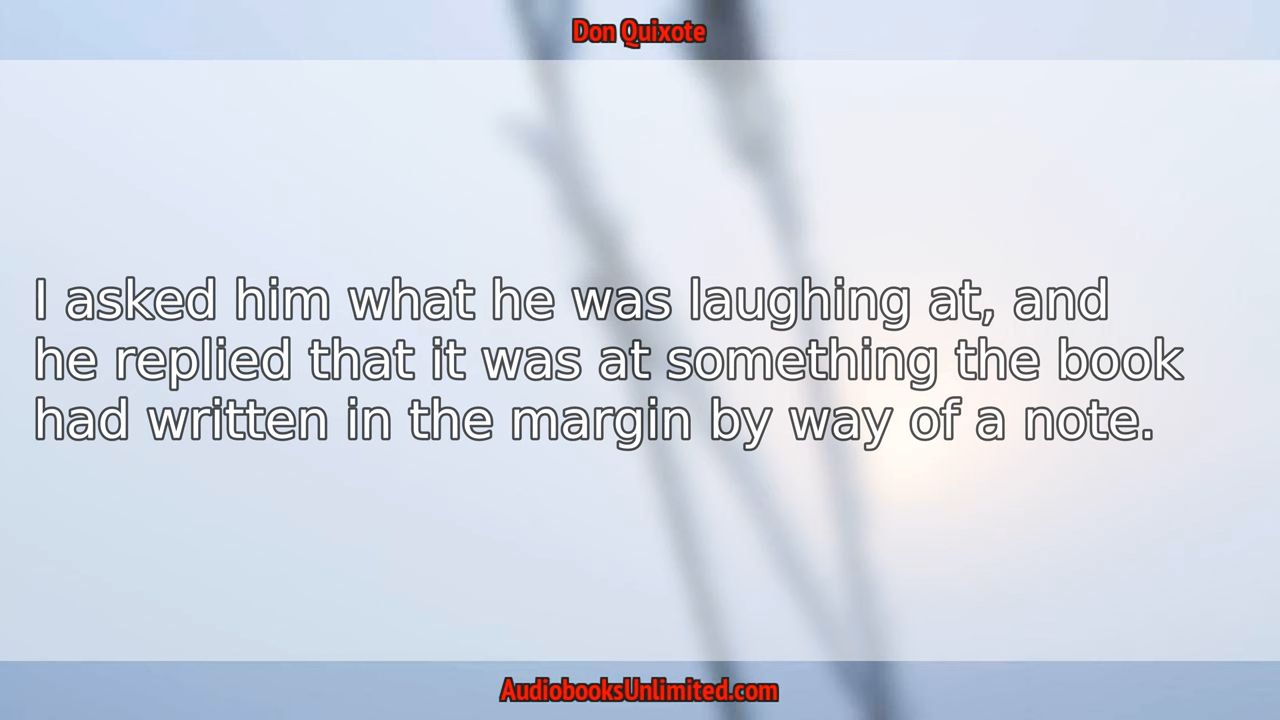 Don Quixote
I asked him what he was laughing at, and
he replied that it was at something the book
had written in the margin by way of a note.
AudiobooksUnlimited.com